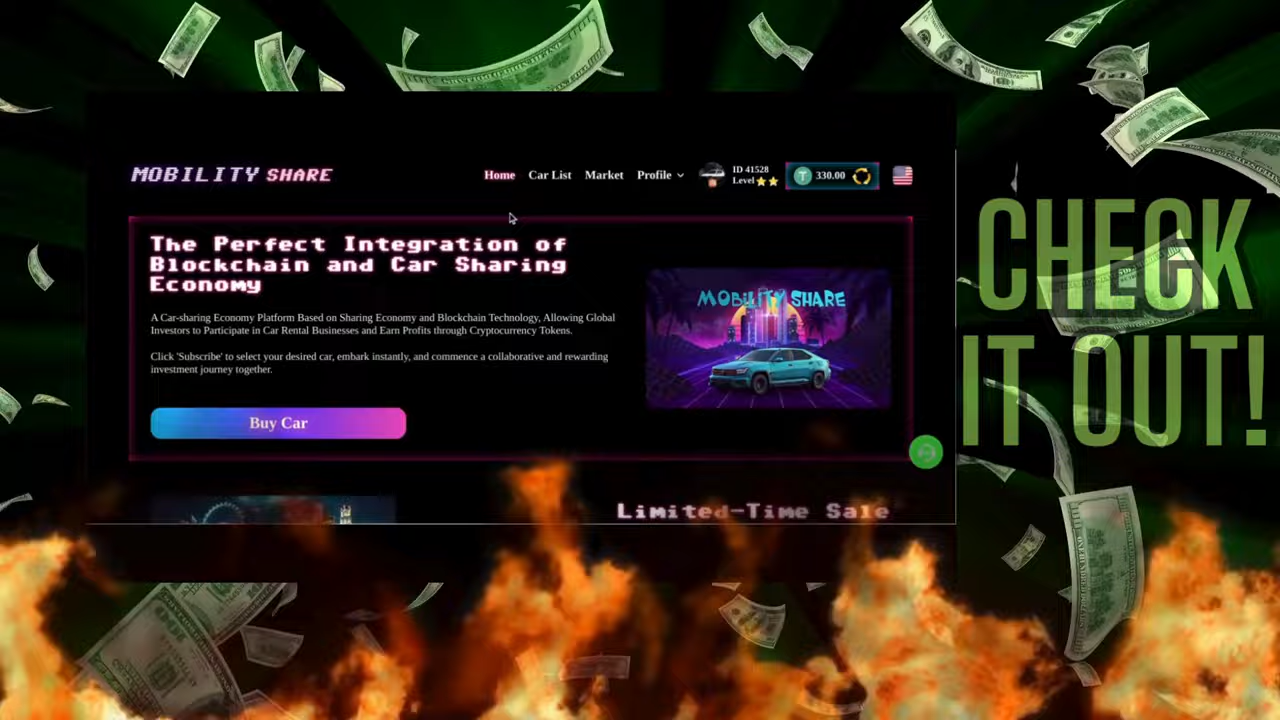 MOBILITY SHARE
Home Car List Market Profile
ID 41528
Level
330.00
The Perfect Integration of
Blockchain and Car Sharing
Economy
A Car-sharing Economy Platform Based on Sharing Economy and Blockchain Technology, Allowing Global
Investors to Participate in Car Rental Businesses and Earn Profits through Cryptocurrency Tokens.
Click 'Subscribe' to select your desired car, embark instantly, and commence a collaborative and rewarding
investment journey together.
Buy Car
MOBILITY SHARE
Limited-Time Sale
CHECK
IT OUT!